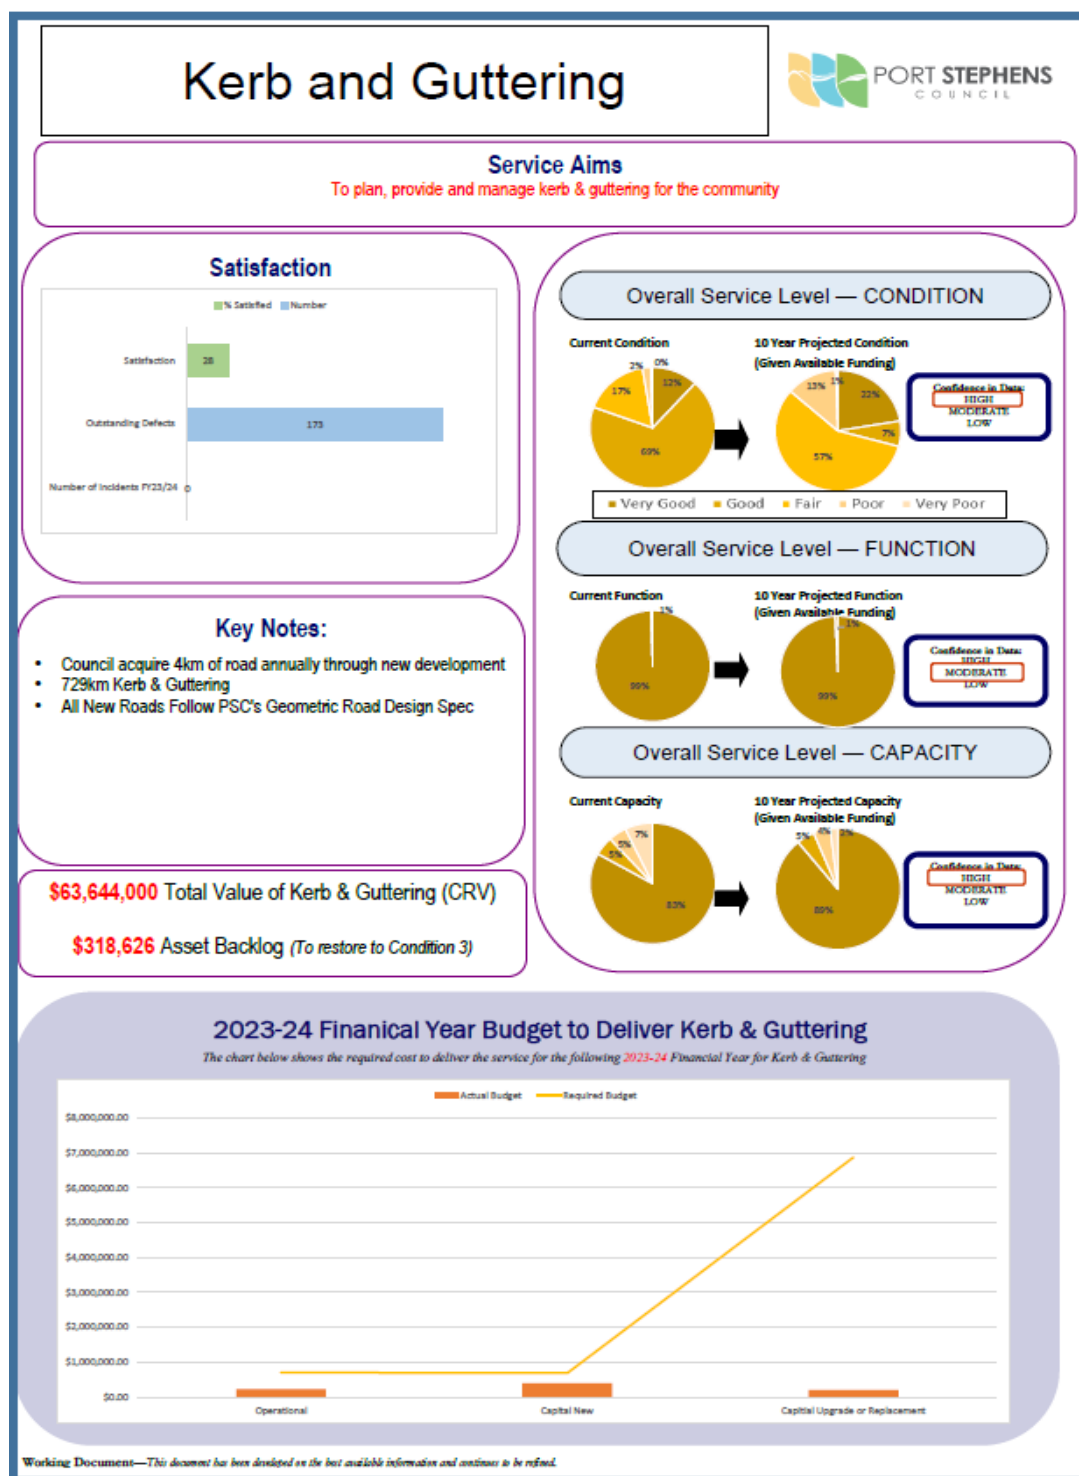 Kerb and Guttering
PORT STEPHENS
COUNCIL
Service Aims
To plan, provide and manage kerb & guttering for the community
Satisfaction
% Satisfied Number
Satisfaction 28
Outstanding Defects 173
Number of Incidents FY23/24 0
Key Notes:
• Council acquire 4km of road annually through new development
• 729km Kerb & Guttering
• All New Roads Follow PSC's Geometric Road Design Spec
$63,644,000 Total Value of Kerb & Guttering (CRV)
$318,626 Asset Backlog (To restore to Condition 3)
Overall Service Level — CONDITION
Current Condition
2% 0%
17% 12%
69%
10 Year Projected Condition
(Given Available Funding)
13% 1%
22%
7%
57%
Confidence in Data:
HIGH
MODERATE
LOW
Very Good Good Fair Poor Very Poor
Overall Service Level — FUNCTION
Current Function
1%
99%
10 Year Projected Function
(Given Available Funding)
1%
99%
Confidence in Data:
HIGH
MODERATE
LOW
Overall Service Level — CAPACITY
Current Capacity
7%
5%
5%
83%
10 Year Projected Capacity
(Given Available Funding)
5% 4% 2%
89%
Confidence in Data:
HIGH
MODERATE
LOW
2023-24 Finanical Year Budget to Deliver Kerb & Guttering
The chart below shows the required cost to deliver the service for the following 2023-24 Financial Year for Kerb & Guttering
Actual Budget Required Budget
$8,000,000.00
$7,000,000.00
$6,000,000.00
$5,000,000.00
$4,000,000.00
$3,000,000.00
$2,000,000.00
$1,000,000.00
$0.00
Operational Capital New Capitial Upgrade or Replacement
Working Document—This document has been developed on the best available information and continues to be refined.